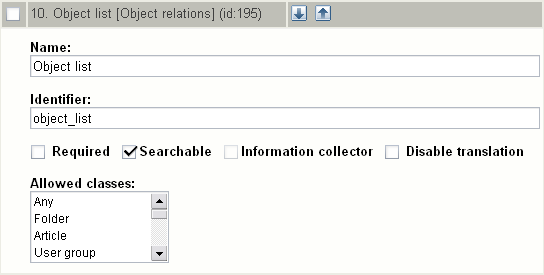 10. Object list [Object relations] (id:195)
Name:
Object list
Identifier:
object_list
Required Searchable Information collector Disable translation
Allowed classes:
Any
Folder
Article
User group